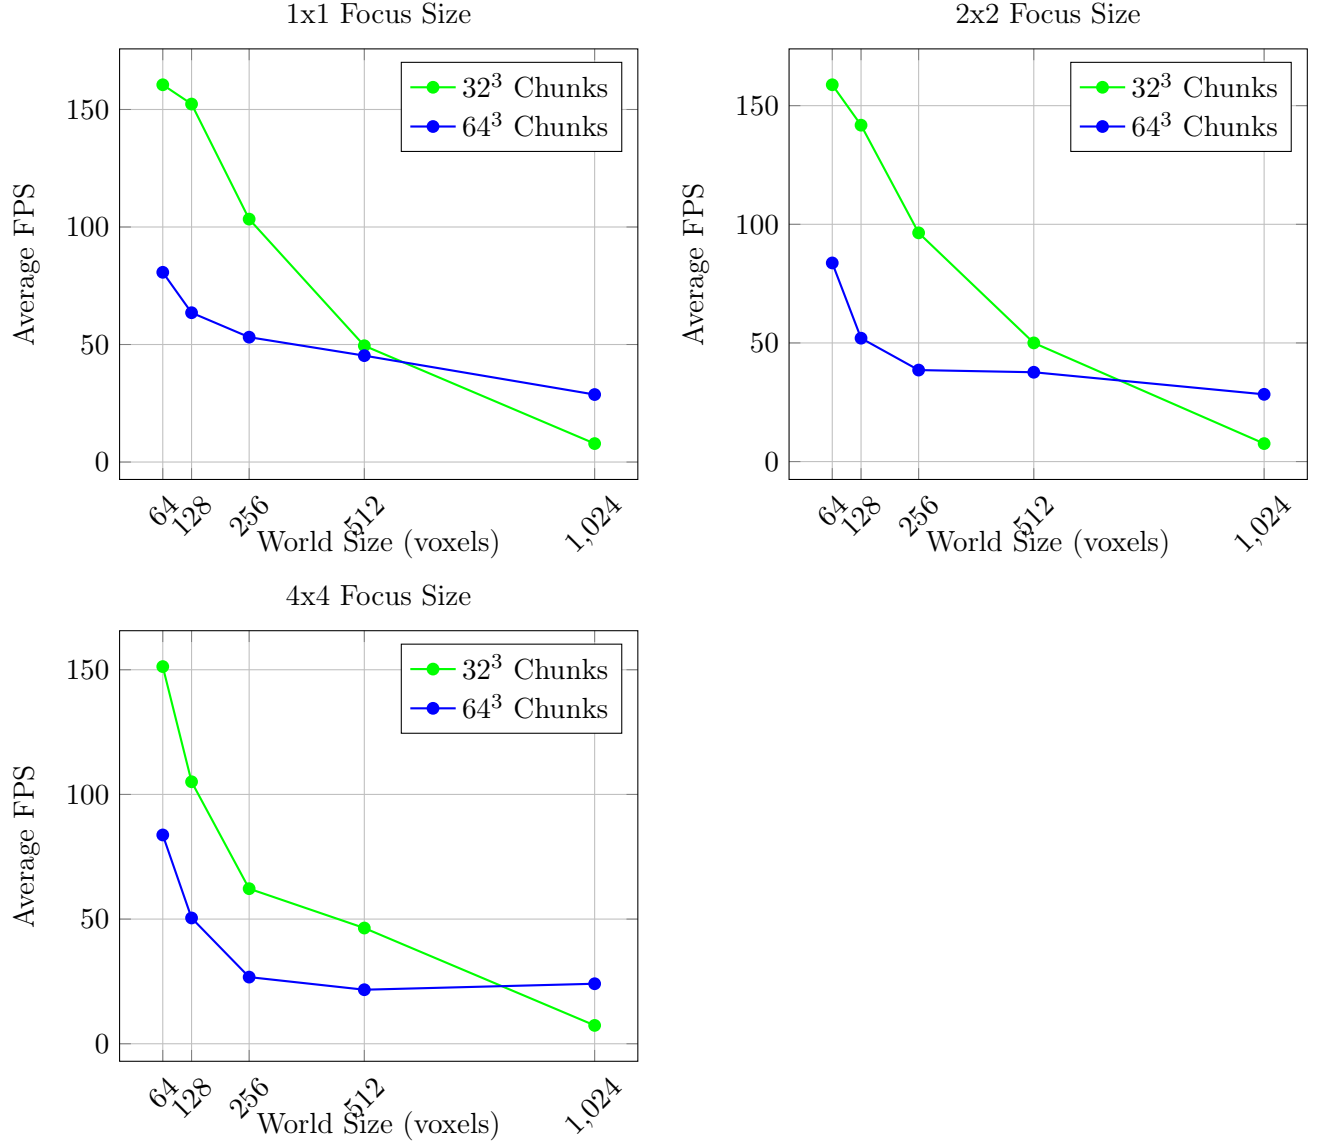 1x1 Focus Size
Average FPS
150
100
50
0
32³ Chunks
64³ Chunks
64
128
256
512
1,024
World Size (voxels)
2x2 Focus Size
Average FPS
150
100
50
0
32³ Chunks
64³ Chunks
64
128
256
512
1,024
World Size (voxels)
4x4 Focus Size
Average FPS
150
100
50
0
32³ Chunks
64³ Chunks
64
128
256
512
1,024
World Size (voxels)